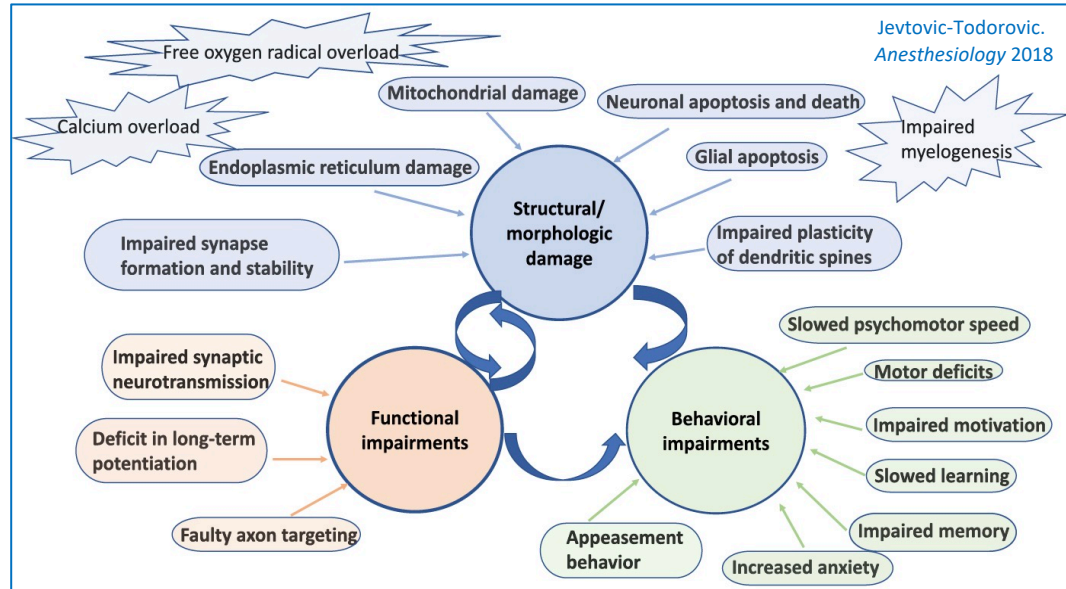 Jevtovic-Todorovic.
Anesthesiology 2018
Free oxygen radical overload
Calcium overload
Mitochondrial damage
Neuronal apoptosis and death
Impaired
myelogenesis
Endoplasmic reticulum damage
Glial apoptosis
Structural/
morphologic
damage
Impaired synapse
formation and stability
Impaired plasticity
of dendritic spines
Impaired synaptic
neurotransmission
Deficit in long-term
potentiation
Faulty axon targeting
Functional
impairments
Behavioral
impairments
Slowed psychomotor speed
Motor deficits
Impaired motivation
Slowed learning
Impaired memory
Increased anxiety
Appeasement
behavior